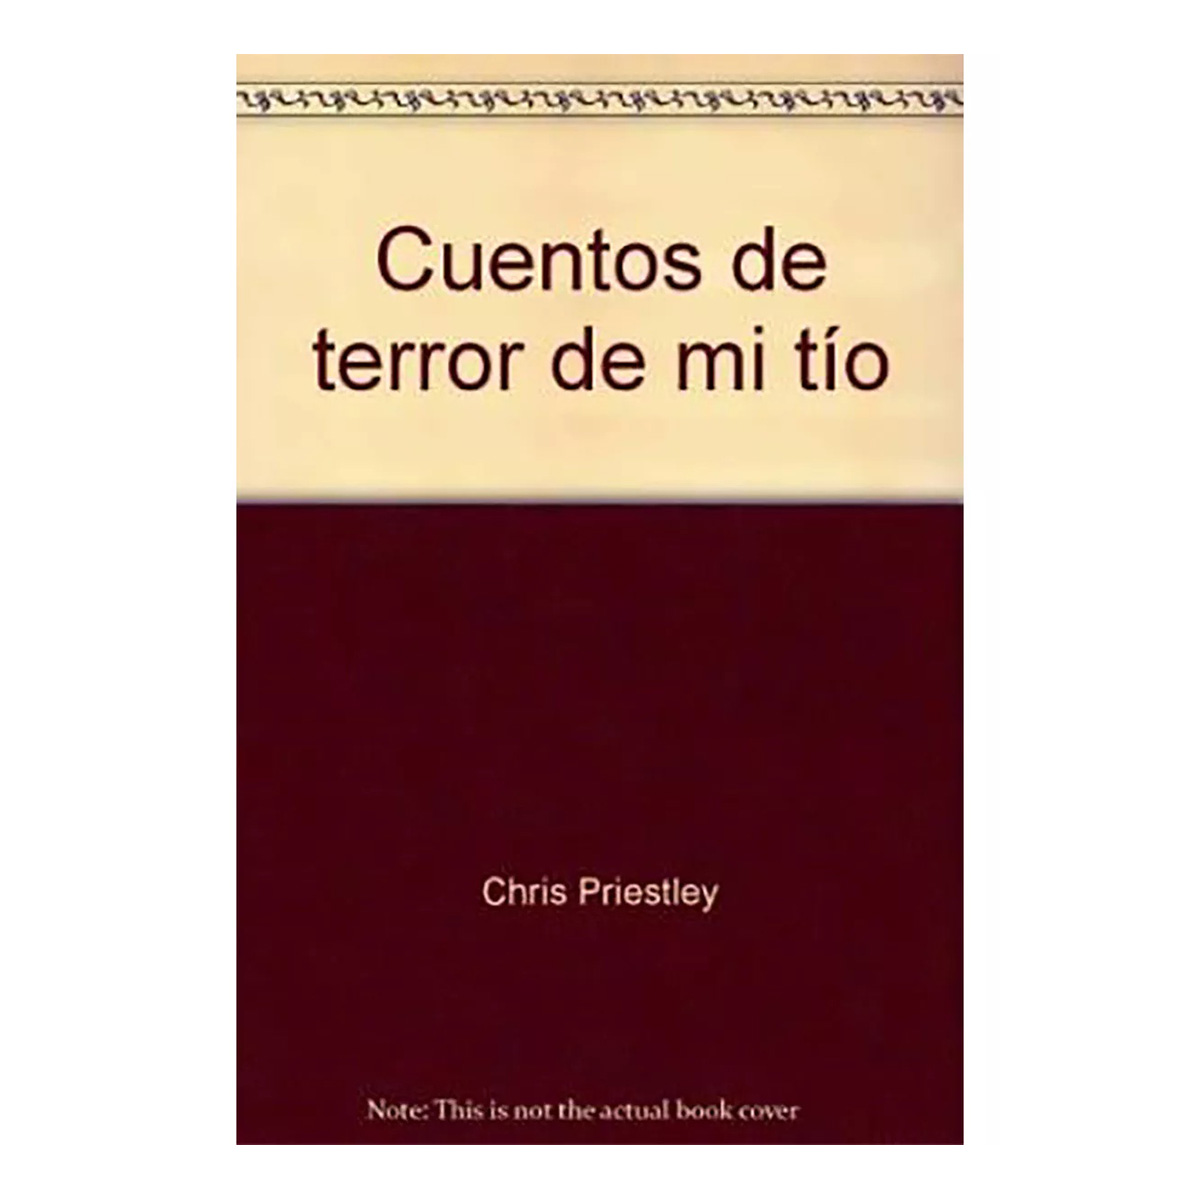 Cuentos de
terror de mi tío
Chris Priestley
Note: This is not the actual book cover